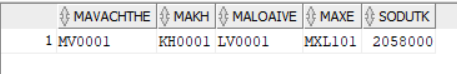 MAVACHTHE MAKH MALOAIVE MAXE SODUTK
1 MV0001 KH0001 LV0001 MXL101 2058000